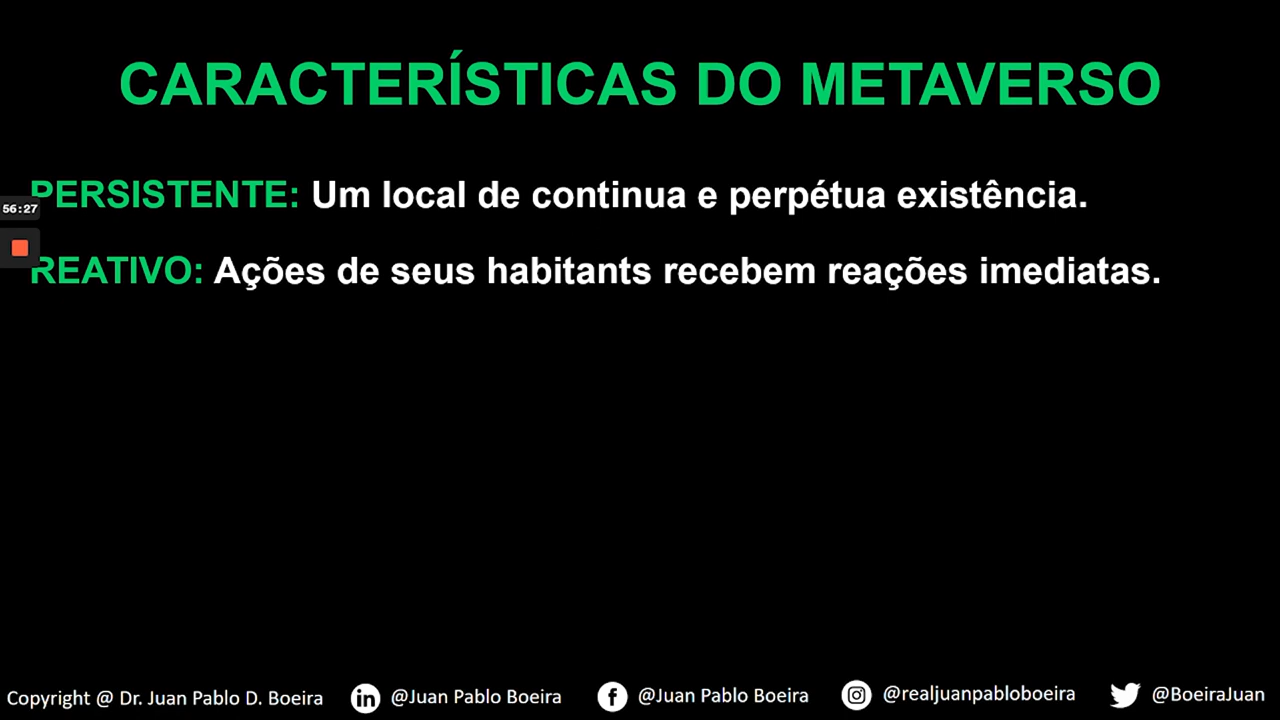 CARACTERÍSTICAS DO METAVERSO
PERSISTENTE: Um local de continua e perpétua existência.
56:27
REATIVO: Ações de seus habitants recebem reações imediatas.
Copyright @ Dr. Juan Pablo D. Boeira in @Juan Pablo Boeira f @Juan Pablo Boeira @realjuanpabloboeira @BoeiraJuan